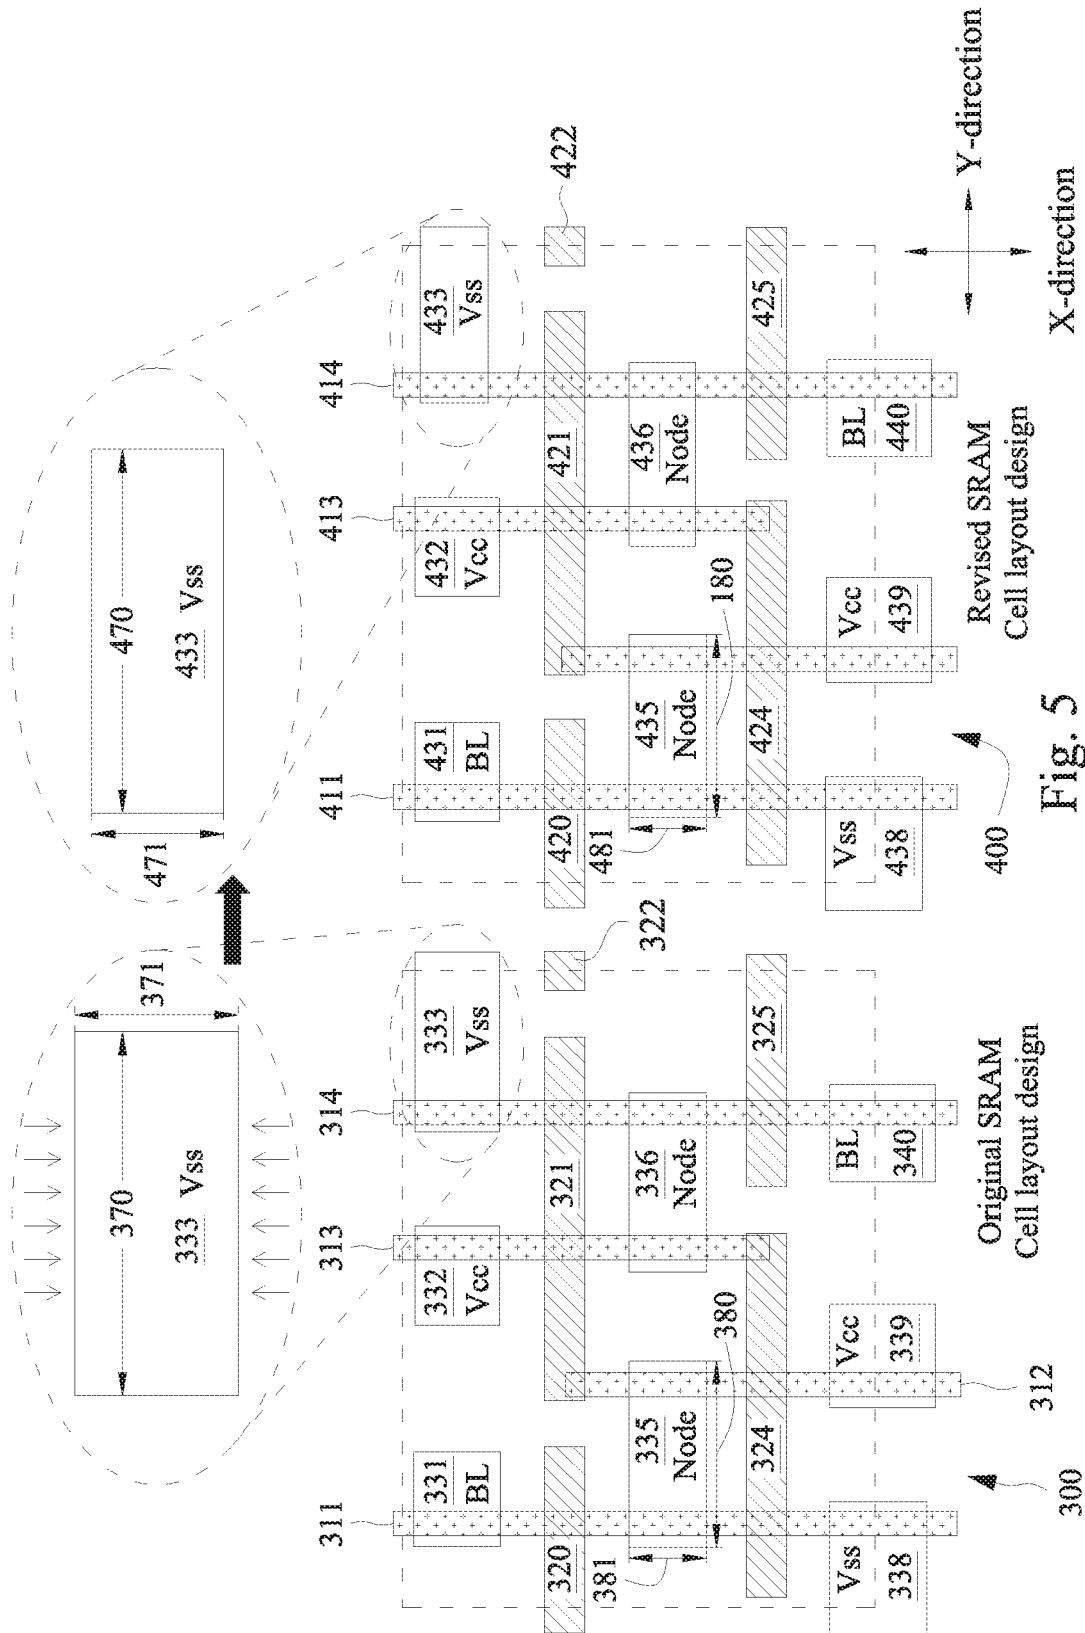 370
371
333 Vss
470
471
433 Vss
311
313
314
331
BL
332
Vcc
333
Vss
320
321
322
335
Node
336
Node
381
380
324
325
Vss
338
Vcc
339
BL
340
312
300
Original SRAM
Cell layout design
411
413
414
431
BL
432
Vcc
433
Vss
420
421
422
435
Node
436
Node
481
180
424
425
Vss
438
Vcc
439
BL
440
400
Revised SRAM
Cell layout design
Y-direction
X-direction
Fig. 5